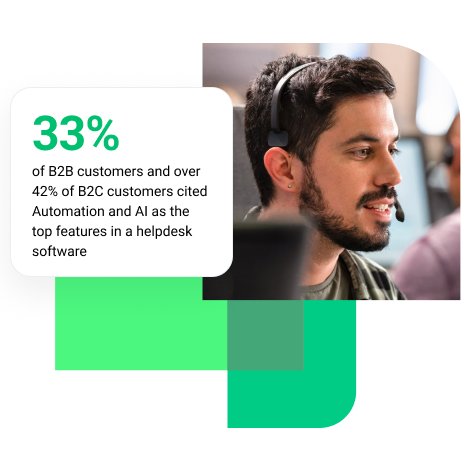 33%
of B2B customers and over
42% of B2C customers cited
Automation and AI as the
top features in a helpdesk
software